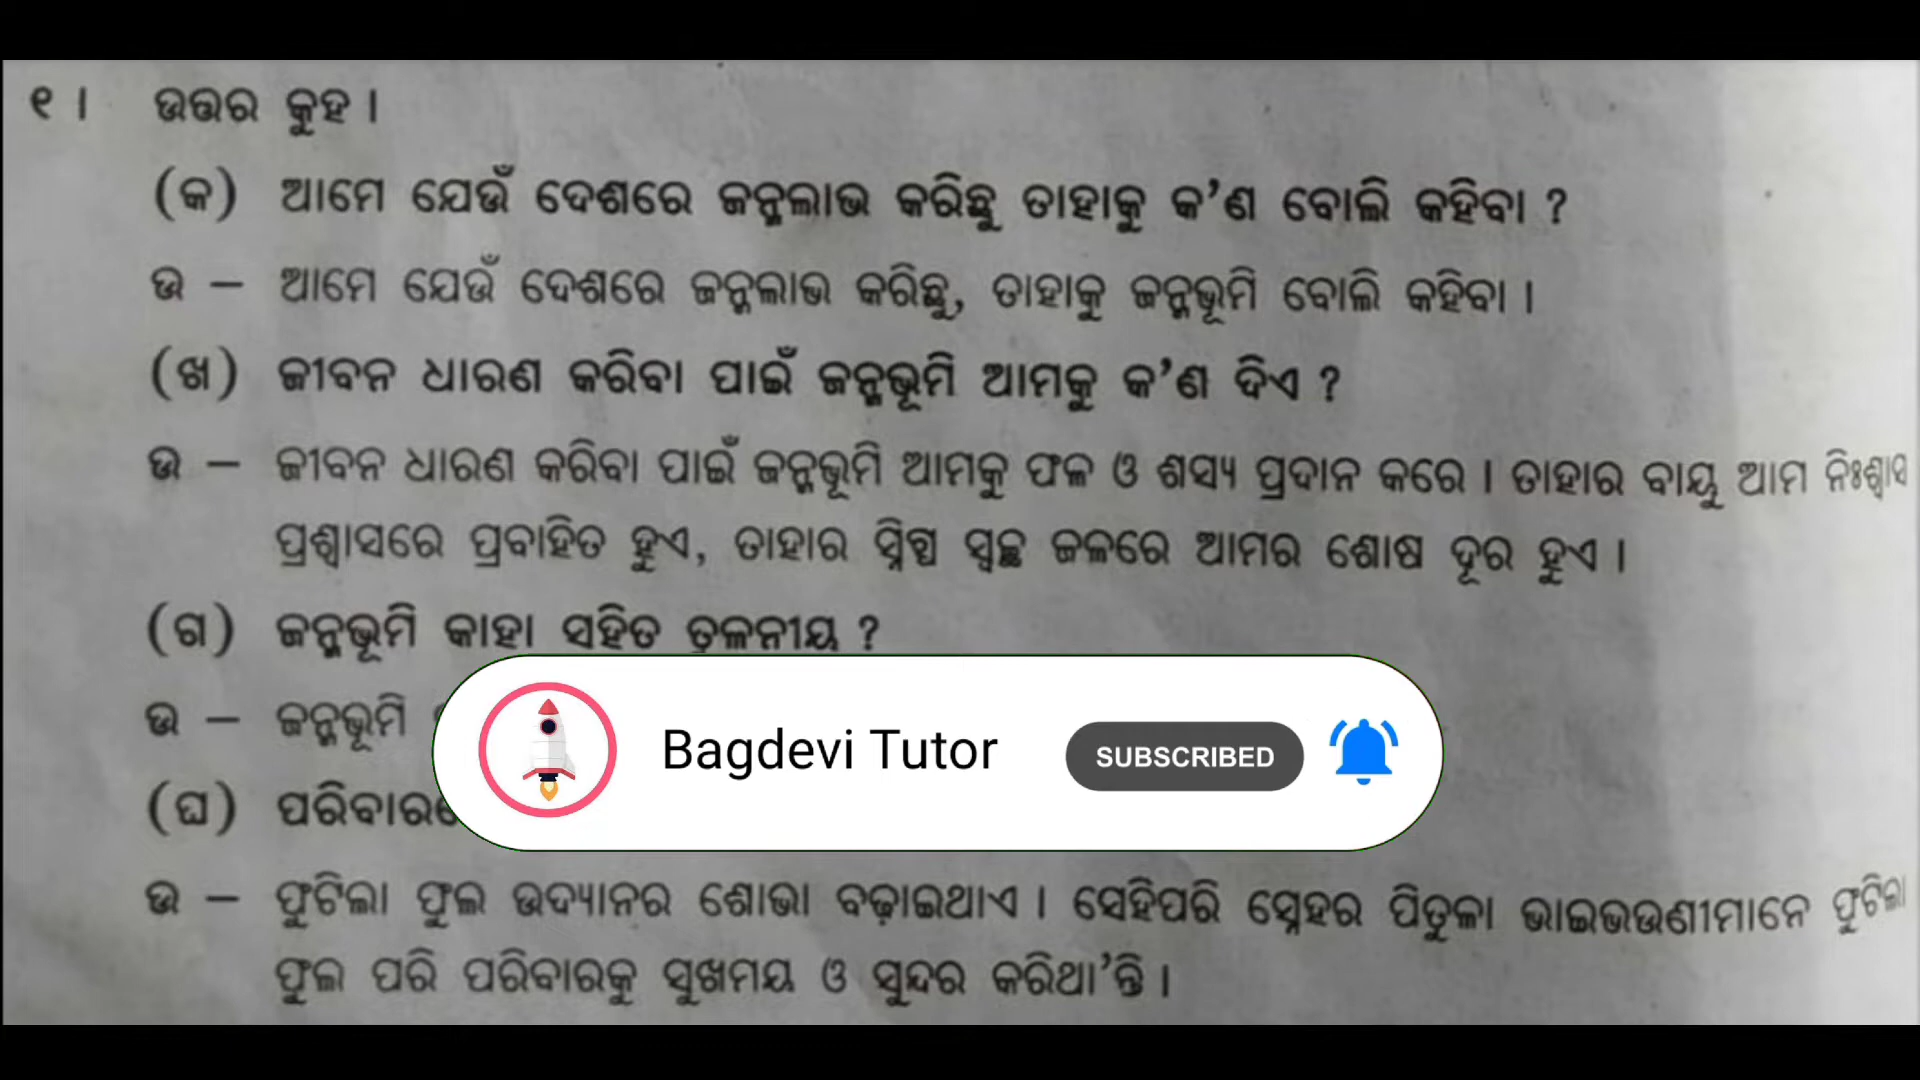 ୧ । ଉତ୍ତର କୁହ ।
(କ) ଆମେ ଯେଉଁ ଦେଶରେ ଜନ୍ମଲାଭ କରିଛୁ ତାହାକୁ କ’ଣ ବୋଲି କହିବା ?
ଉ – ଆମେ ଯେଉଁ ଦେଶରେ ଜନ୍ମଲାଭ କରିଛୁ, ତାହାକୁ ଜନ୍ମଭୂମି ବୋଲି କହିବା ।
(ଖ) ଜୀବନ ଧାରଣ କରିବା ପାଇଁ ଜନ୍ମଭୂମି ଆମକୁ କ’ଣ ଦିଏ ?
ଉ – ଜୀବନ ଧାରଣ କରିବା ପାଇଁ ଜନ୍ମଭୂମି ଆମକୁ ଫଳ ଓ ଶସ୍ୟ ପ୍ରଦାନ କରେ । ତାହାର ବାୟୁ ଆମ ନିଃଶ୍ୱାସ
ପ୍ରଶ୍ୱାସରେ ପ୍ରବାହିତ ହୁଏ, ତାହାର ସ୍ନିଗ୍ଧ ସ୍ୱଚ୍ଛ ଜଳରେ ଆମର ଶୋଷ ଦୂର ହୁଏ ।
(ଗ) ଜନ୍ମଭୂମି କାହା ସହିତ ତୁଳନୀୟ ?
ଉ – ଜନ୍ମଭୂମି
Bagdevi Tutor SUBSCRIBED
(ଘ)
ଉ – ଫୁଟିଲା ଫୁଲ ଉଦ୍ୟାନର ଶୋଭା ବଢ଼ାଇଥାଏ । ସେହିପରି ସ୍ନେହର ପିତୁଳା ଭାଇଭଉଣୀମାନେ ଫୁଟିଲା
ଫୁଲ ପରି ପରିବାରକୁ ସୁଖମୟ ଓ ସୁନ୍ଦର କରିଥା’ନ୍ତି ।